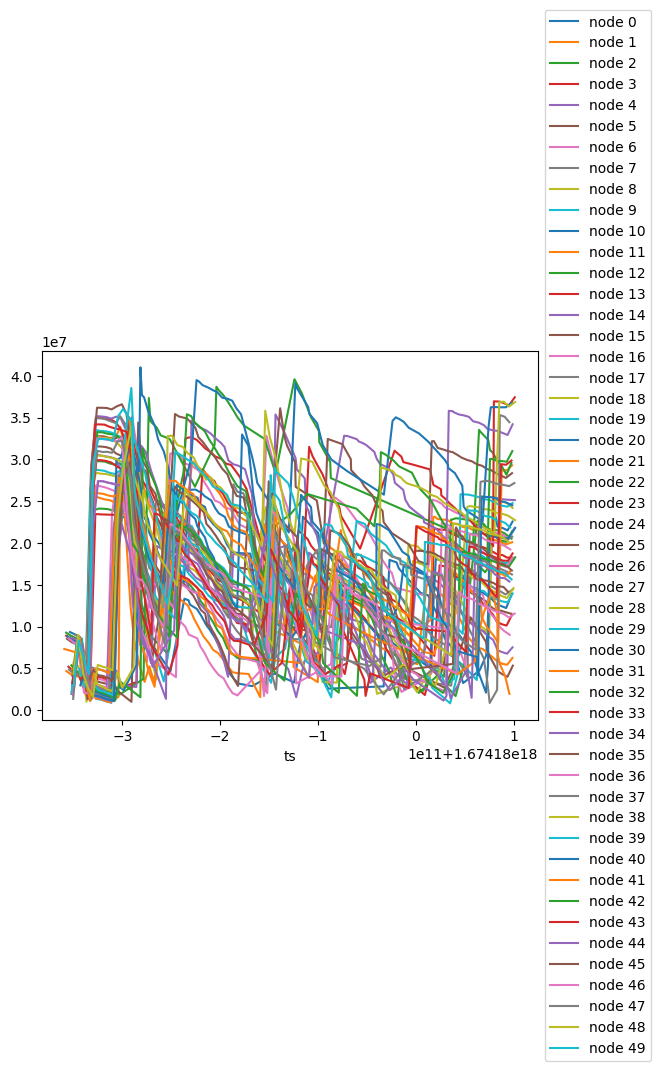 1e7
4.0
3.5
3.0
2.5
2.0
1.5
1.0
0.5
0.0
−3
−2
−1
0
1
1e11+1.67418e18
ts
node 0
node 1
node 2
node 3
node 4
node 5
node 6
node 7
node 8
node 9
node 10
node 11
node 12
node 13
node 14
node 15
node 16
node 17
node 18
node 19
node 20
node 21
node 22
node 23
node 24
node 25
node 26
node 27
node 28
node 29
node 30
node 31
node 32
node 33
node 34
node 35
node 36
node 37
node 38
node 39
node 40
node 41
node 42
node 43
node 44
node 45
node 46
node 47
node 48
node 49